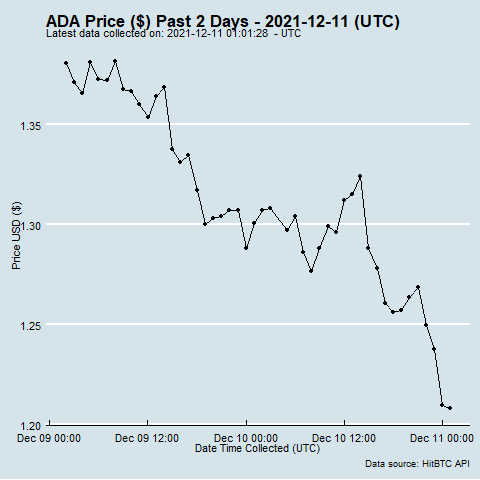 ADA Price ($) Past 2 Days - 2021-12-11 (UTC)
Latest data collected on: 2021-12-11 01:01:28  - UTC
1.35
1.30
1.25
1.20
Price USD ($)
Dec 09 00:00 Dec 09 12:00 Dec 10 00:00 Dec 10 12:00 Dec 11 00:00
Date Time Collected (UTC)
Data source: HitBTC API